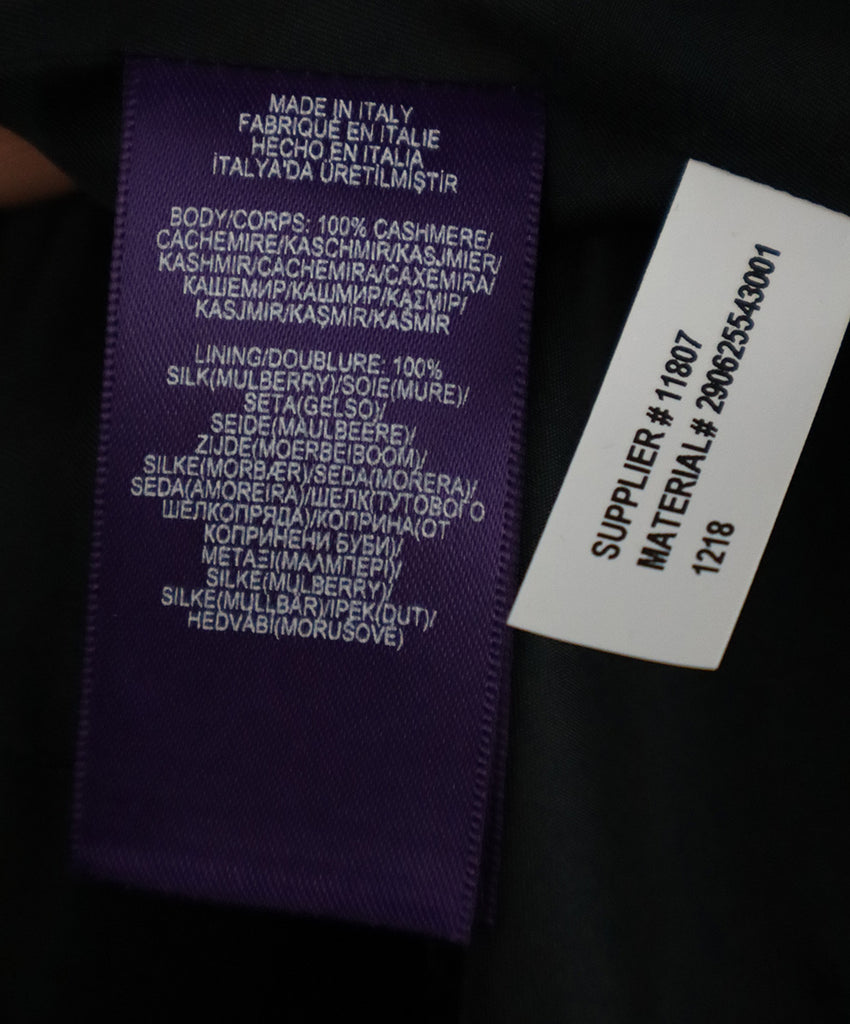 MADE IN ITALY
FABRIQUÉ EN ITALIE
HECHO EN ITALIA
İTALYA'DA ÜRETİLMİŞTİR
BODY/CORPS: 100% CASHMERE/
CACHEMIRE/KASCHMIR/KASJMIER/
KASHMIR/CACHEMIRA/CAXEMIRA/
КАШЕМИР/КАШМИР/ΚΑΣΜΙΡ/
KASJMIR/KAŞMIR/KAŠMIR
LINING/DOUBLURE: 100%
SILK(MULBERRY)/SOIE(MURE)/
SETA(GELSO)/
SEIDE(MAULBEERE)/
ZIJDE(MOERBEIBOOM)/
SILKE(MORBÆR)/SEDA(MORERA)/
SEDA(AMOREIRA)/ШЕЛК(ТУТОВОГО
ШЕЛКОПРЯДА)/КОПРИНА(ОТ
КОПРИНЕНИ БУБИ)/
ΜΕΤΑΞΙ(ΜΑΛΜΠΕΡΙ)/
SILKE(MULBERRY)/
SILKE(MULLBÄR)/IPEK(DUT)/
HEDVÁBÍ(MORUŠOVÉ)
SUPPLIER # 11807
MATERIAL# 290625543001
1218